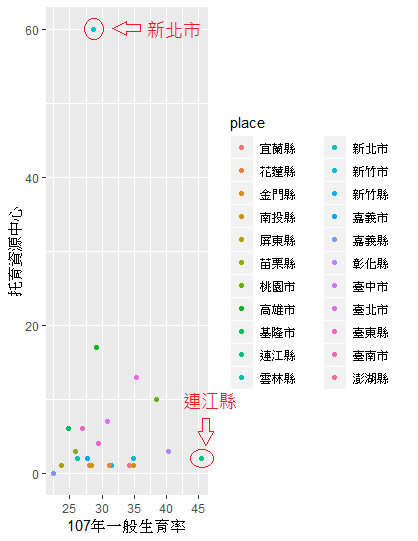 60
新北市
40
20
0
托育資源中心
連江縣
25 30 35 40 45
107年一般生育率
place
宜蘭縣 新北市
花蓮縣 新竹市
金門縣 新竹縣
南投縣 嘉義市
屏東縣 嘉義縣
苗栗縣 彰化縣
桃園市 臺中市
高雄市 臺北市
基隆市 臺東縣
連江縣 臺南市
雲林縣 澎湖縣